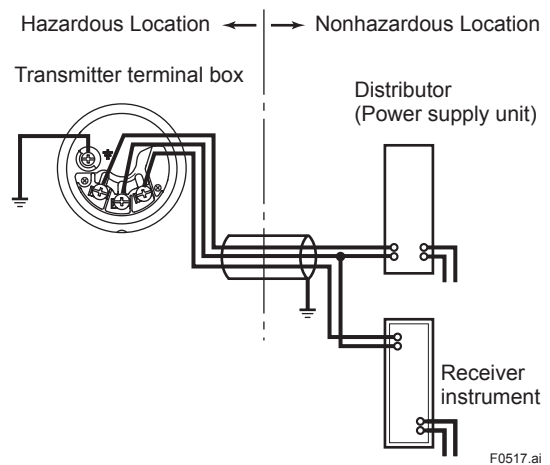 Hazardous Location
Nonhazardous Location
Transmitter terminal box
Distributor
(Power supply unit)
Receiver
instrument
F0517.ai